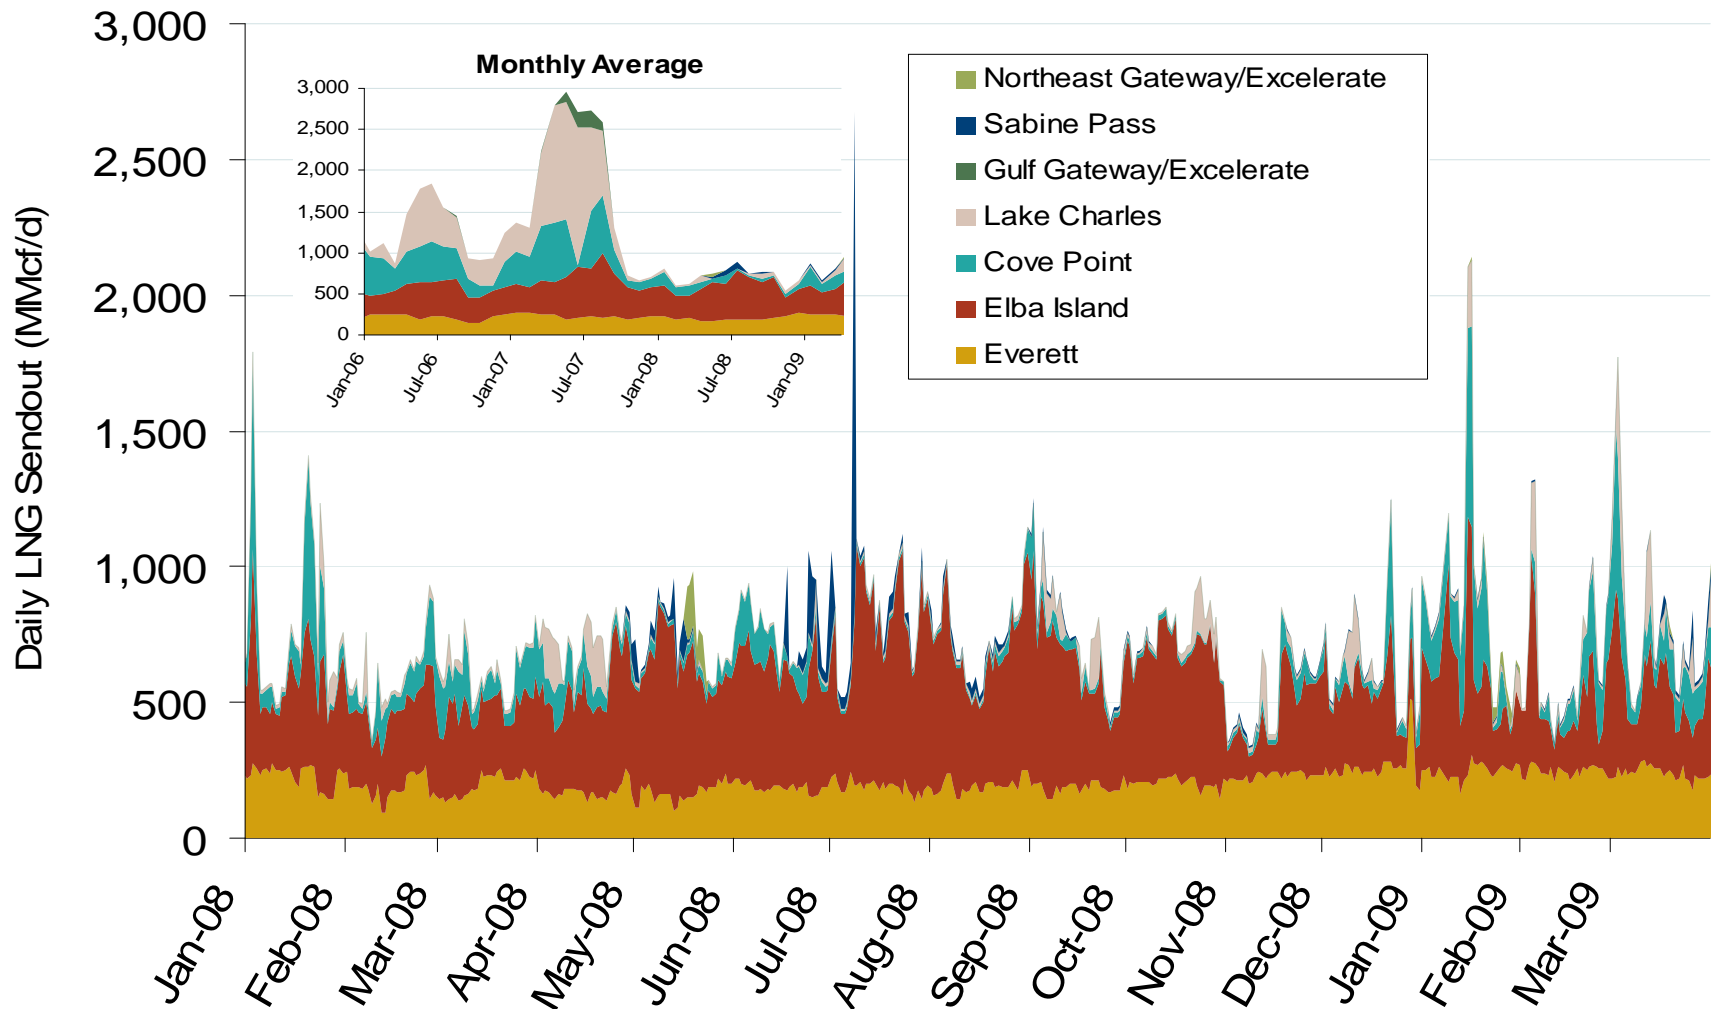 Daily LNG Sendout (MMcf/d)
3,000
2,500
2,000
1,500
1,000
500
0
Monthly Average
3,000
2,500
2,000
1,500
1,000
500
0
Jan-06
Jul-06
Jan-07
Jul-07
Jan-08
Jul-08
Jan-09
Northeast Gateway/Excelerate
Sabine Pass
Gulf Gateway/Excelerate
Lake Charles
Cove Point
Elba Island
Everett
Jan-08
Feb-08
Mar-08
Apr-08
May-08
Jun-08
Jul-08
Aug-08
Sep-08
Oct-08
Nov-08
Dec-08
Jan-09
Feb-09
Mar-09